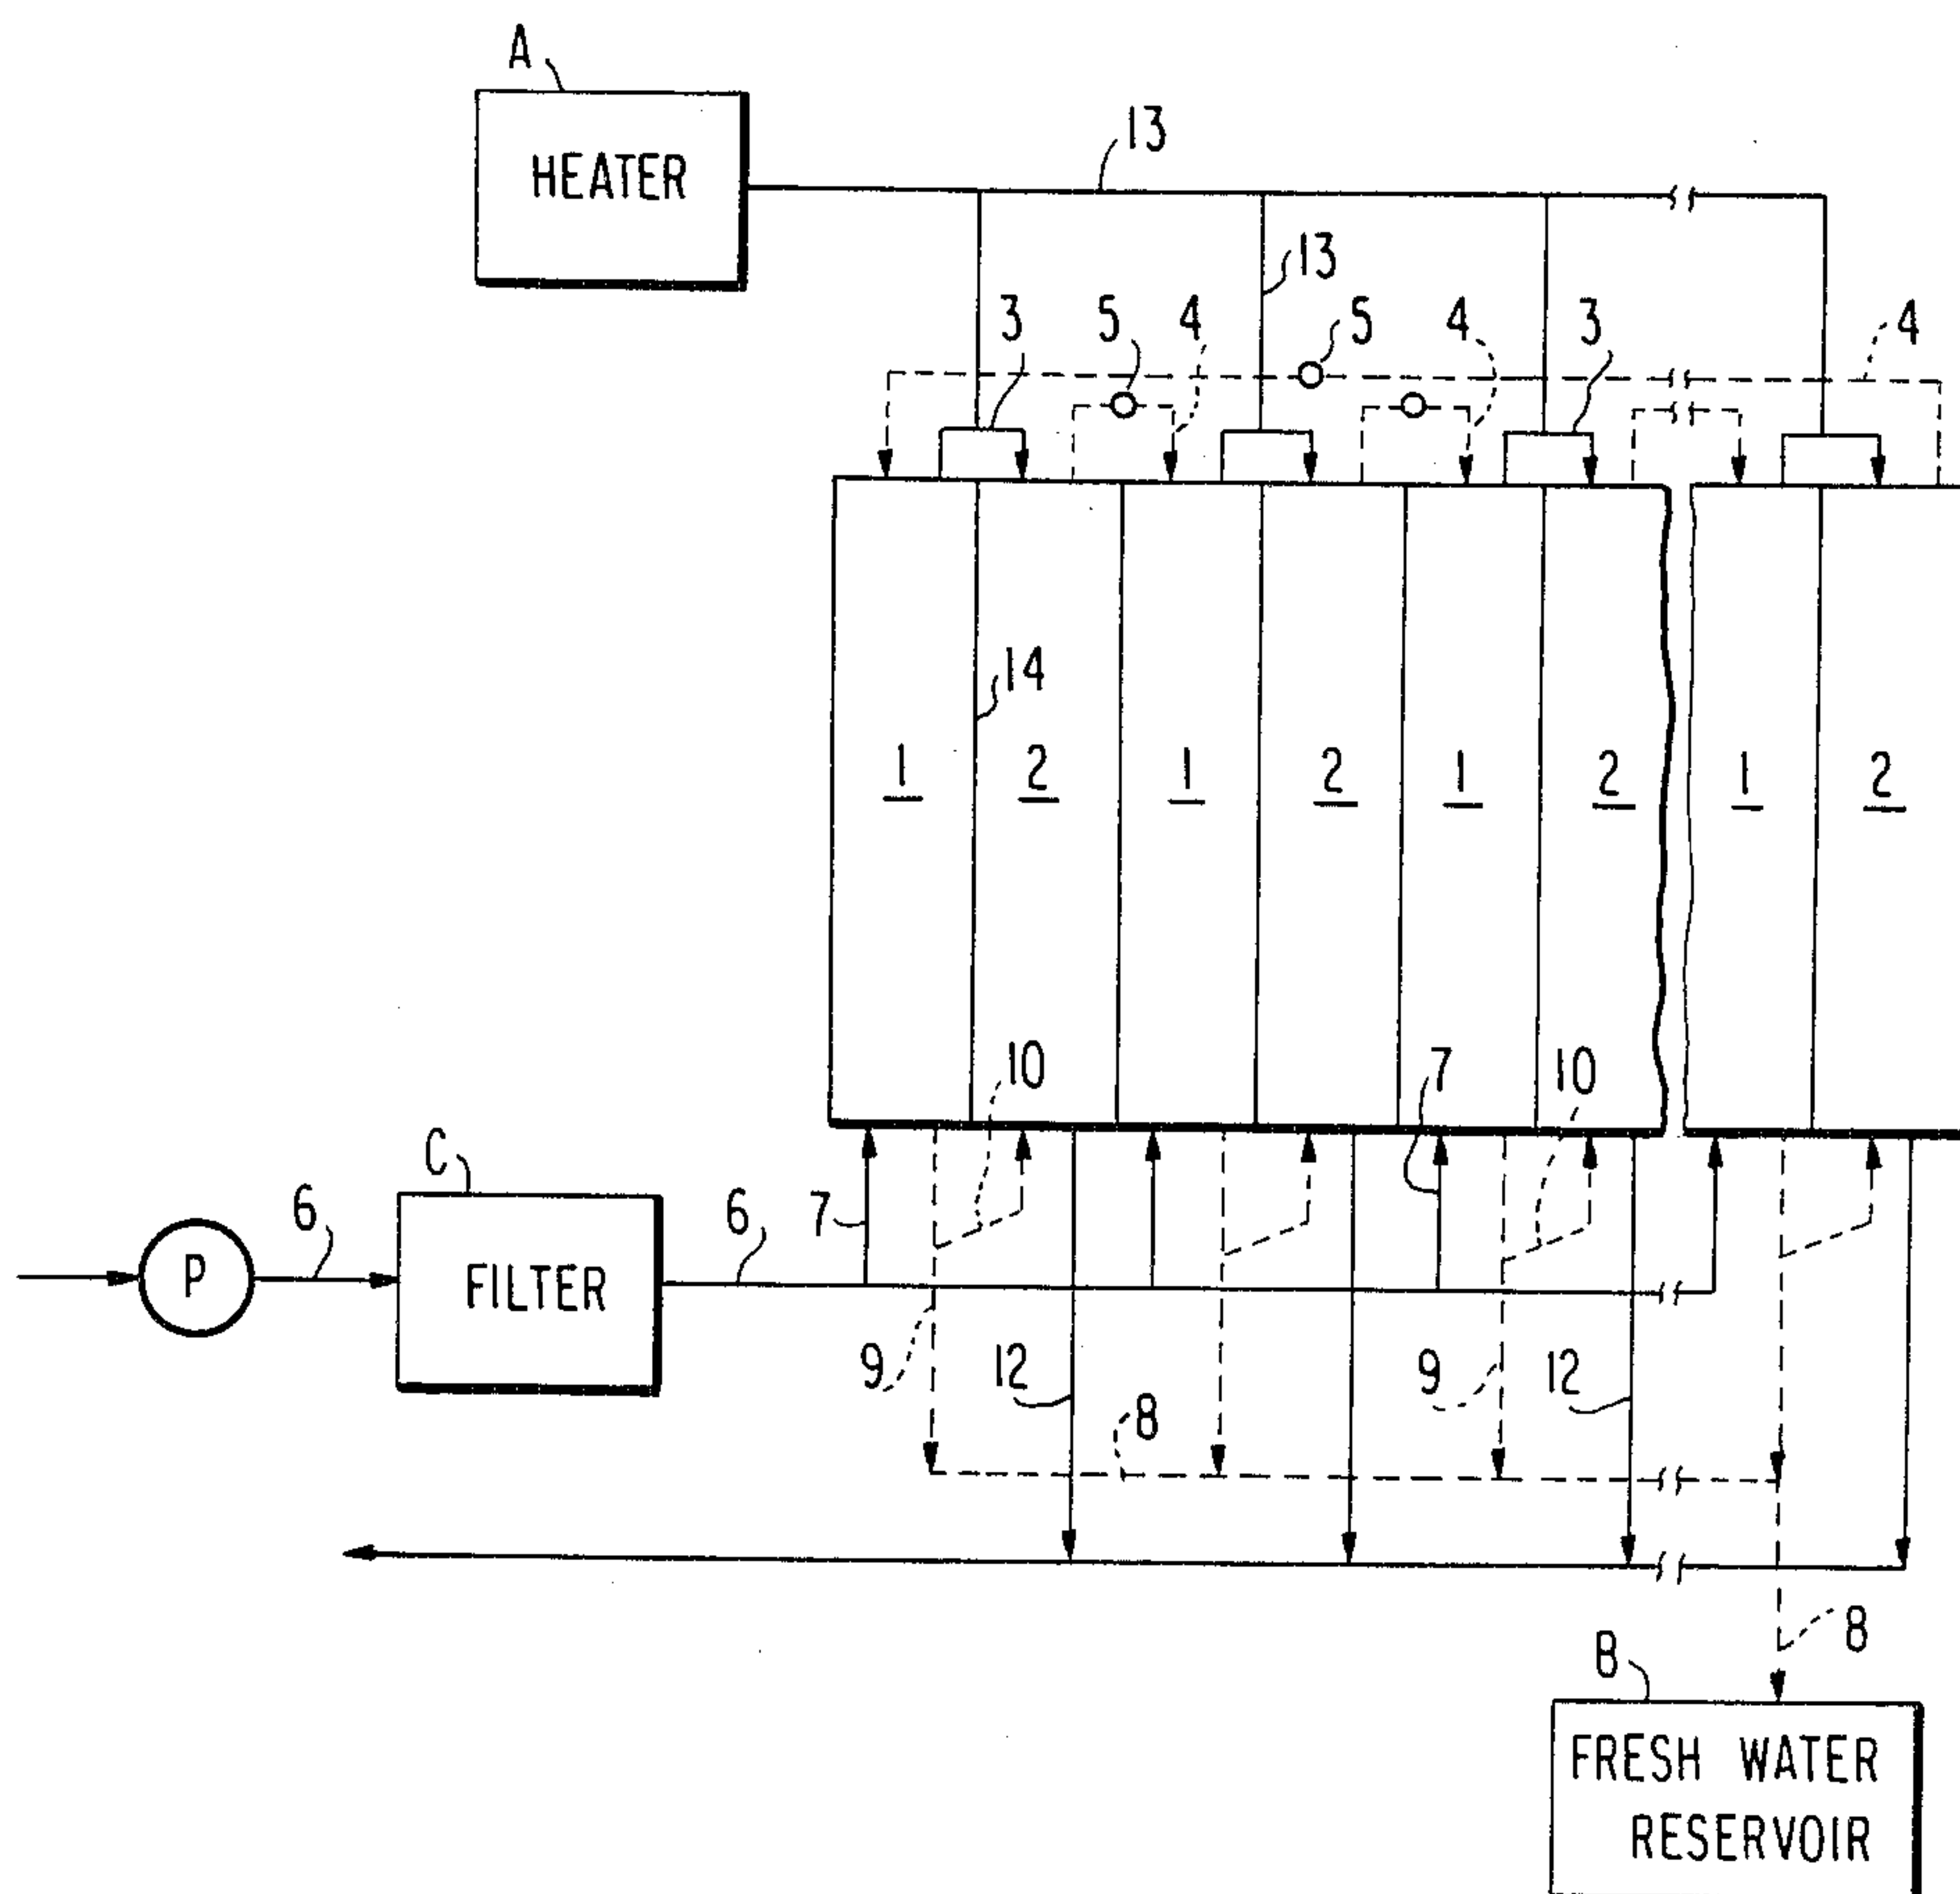 A
13
HEATER
13
3 5 4 5 4 3 4
14
1 2 1 2 1 2 1 2
10 7 10
C
6 7 6
P FILTER
9 12 9 12
8
8
B
FRESH WATER
RESERVOIR